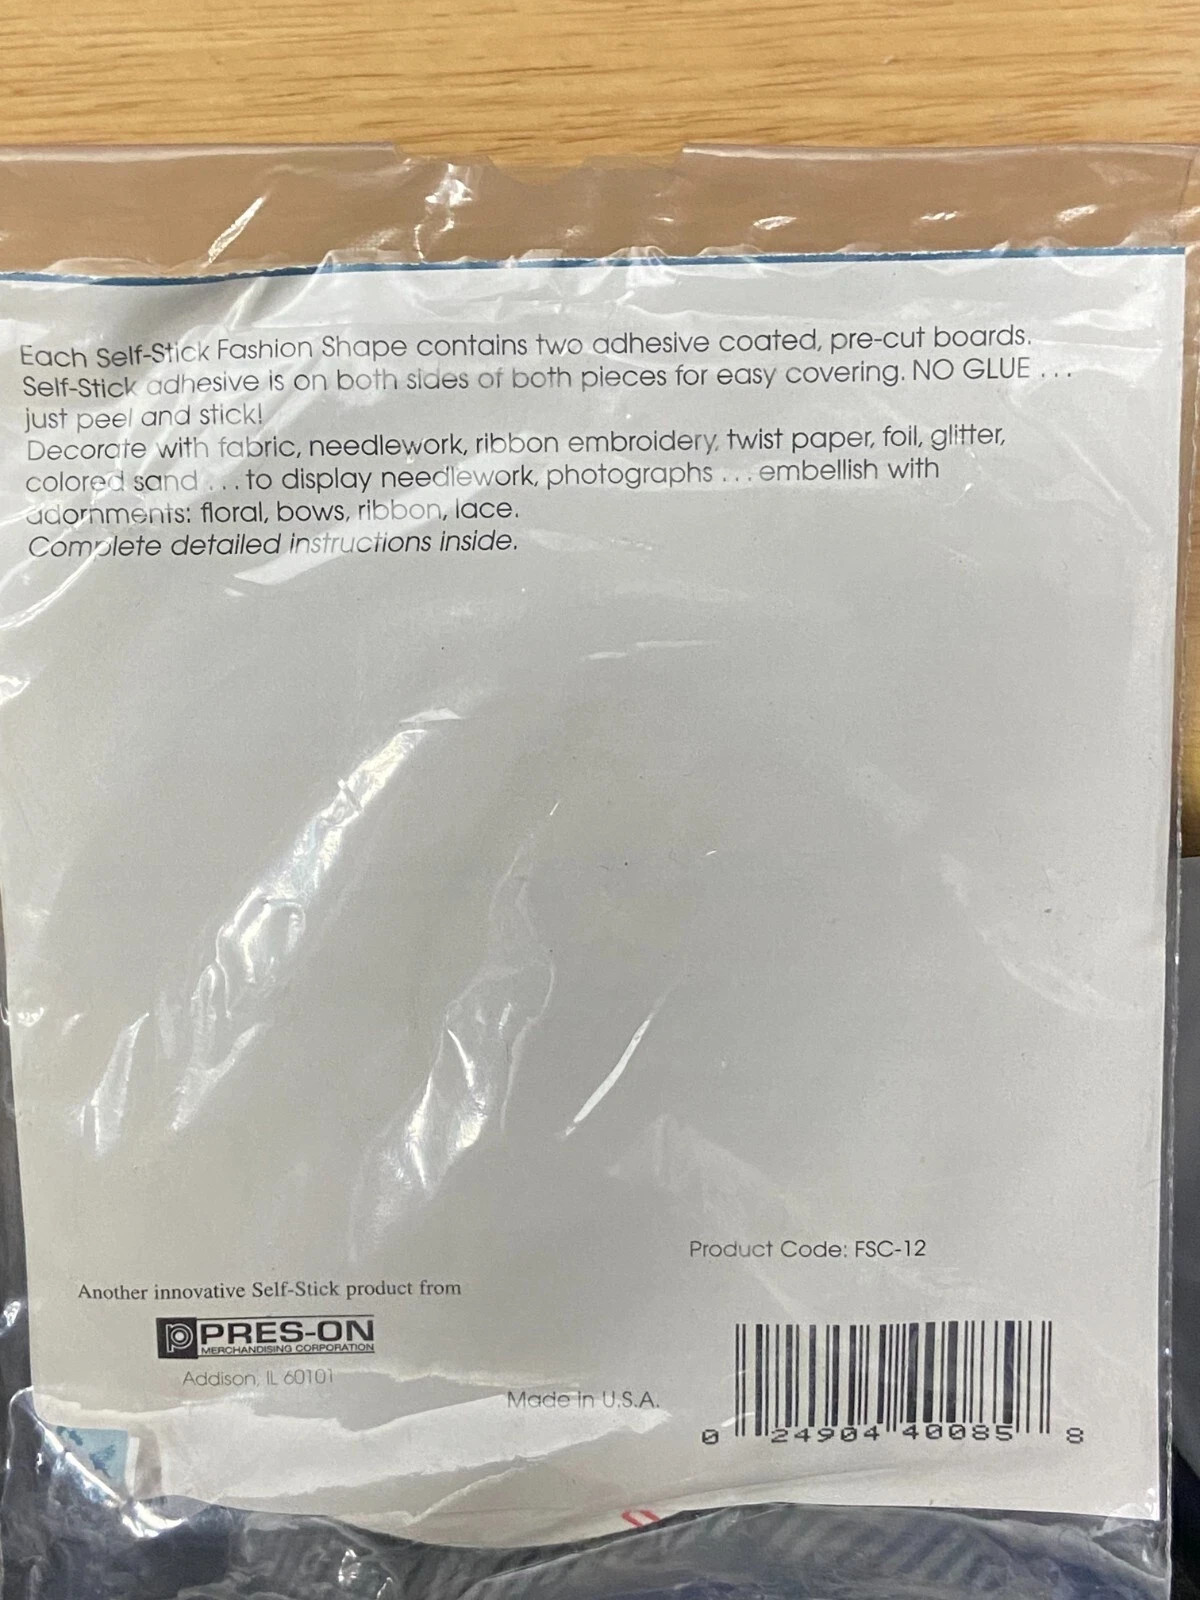 Each Self-Stick Fashion Shape contains two adhesive coated, pre-cut boards.
Self-Stick adhesive is on both sides of both pieces for easy covering. NO GLUE . . .
just peel and stick!
Decorate with fabric, needlework, ribbon embroidery, twist paper, foil, glitter,
colored sand . . . to display needlework, photographs . . . embellish with
adornments: floral, bows, ribbon, lace.
Complete detailed instructions inside.
Product Code: FSC-12
Another innovative Self-Stick product from
PRES-ON
MERCHANDISING CORPORATION
Addison, IL 60101
Made in U.S.A.
0 24904 40085 8